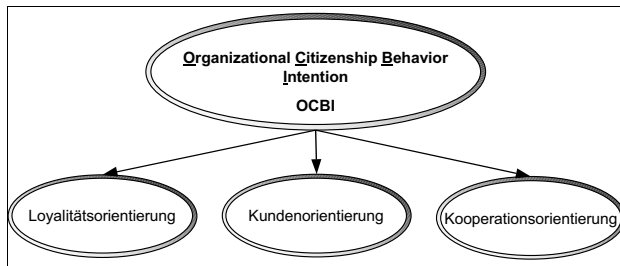 Organizational Citizenship Behavior
Intention
OCBI
Loyalitätsorientierung
Kundenorientierung
Kooperationsorientierung